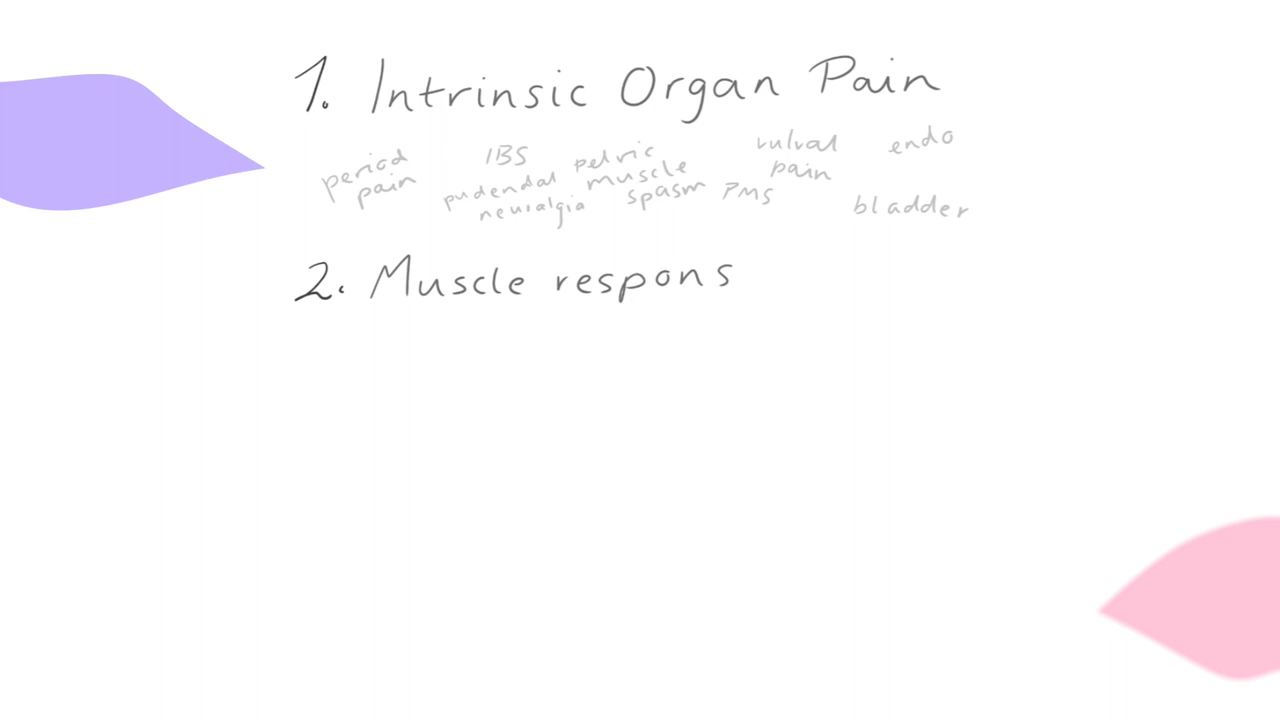 1. Intrinsic Organ Pain
period pain
IBS
pudendal neuralgia
pelvic muscle spasm
PMS
vulval pain
endo
bladder
2. Muscle respons